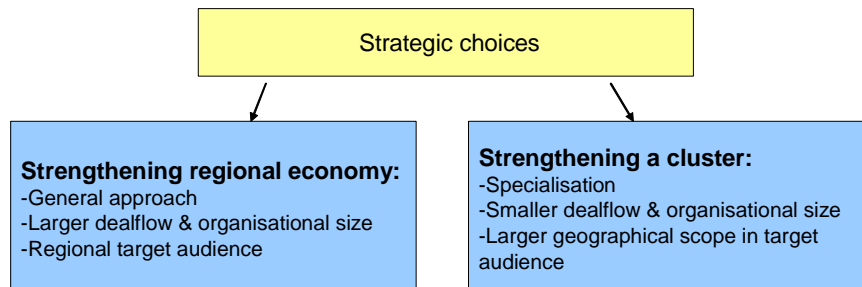 Strategic choices
Strengthening regional economy:
-General approach
-Larger dealflow & organisational size
-Regional target audience
Strengthening a cluster:
-Specialisation
-Smaller dealflow & organisational size
-Larger geographical scope in target
audience